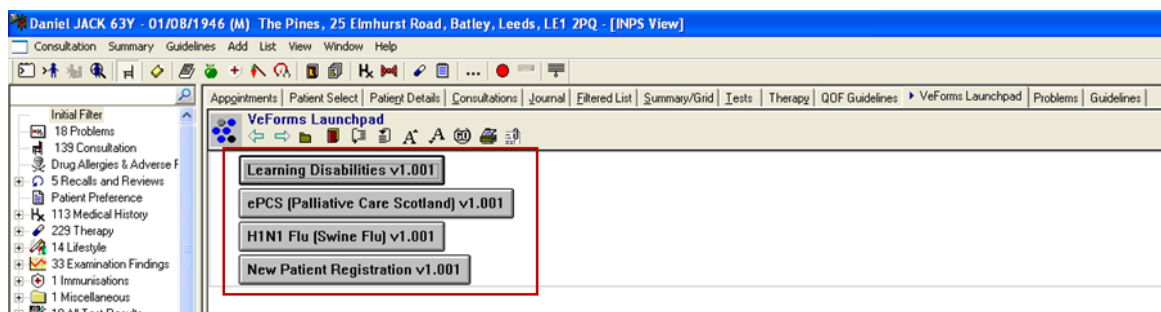 Daniel JACK 63Y - 01/08/1946 (M) The Pines, 25 Elmhurst Road, Batley, Leeds, LE1 2PQ - [INPS View]
Consultation Summary Guidelines Add List View Window Help
Appointments Patient Select Patient Details Consultations Journal Filtered List Summary/Grid Tests Therapy QOF Guidelines VeForms Launchpad Problems Guidelines
Initial Filter
18 Problems
139 Consultation
Drug Allergies & Adverse
5 Recalls and Reviews
Patient Preference
113 Medical History
229 Therapy
14 Lifestyle
33 Examination Findings
1 Immunisations
1 Miscellaneous
VeForms Launchpad
Learning Disabilities v1.001
ePCS (Palliative Care Scotland) v1.001
H1N1 Flu (Swine Flu) v1.001
New Patient Registration v1.001